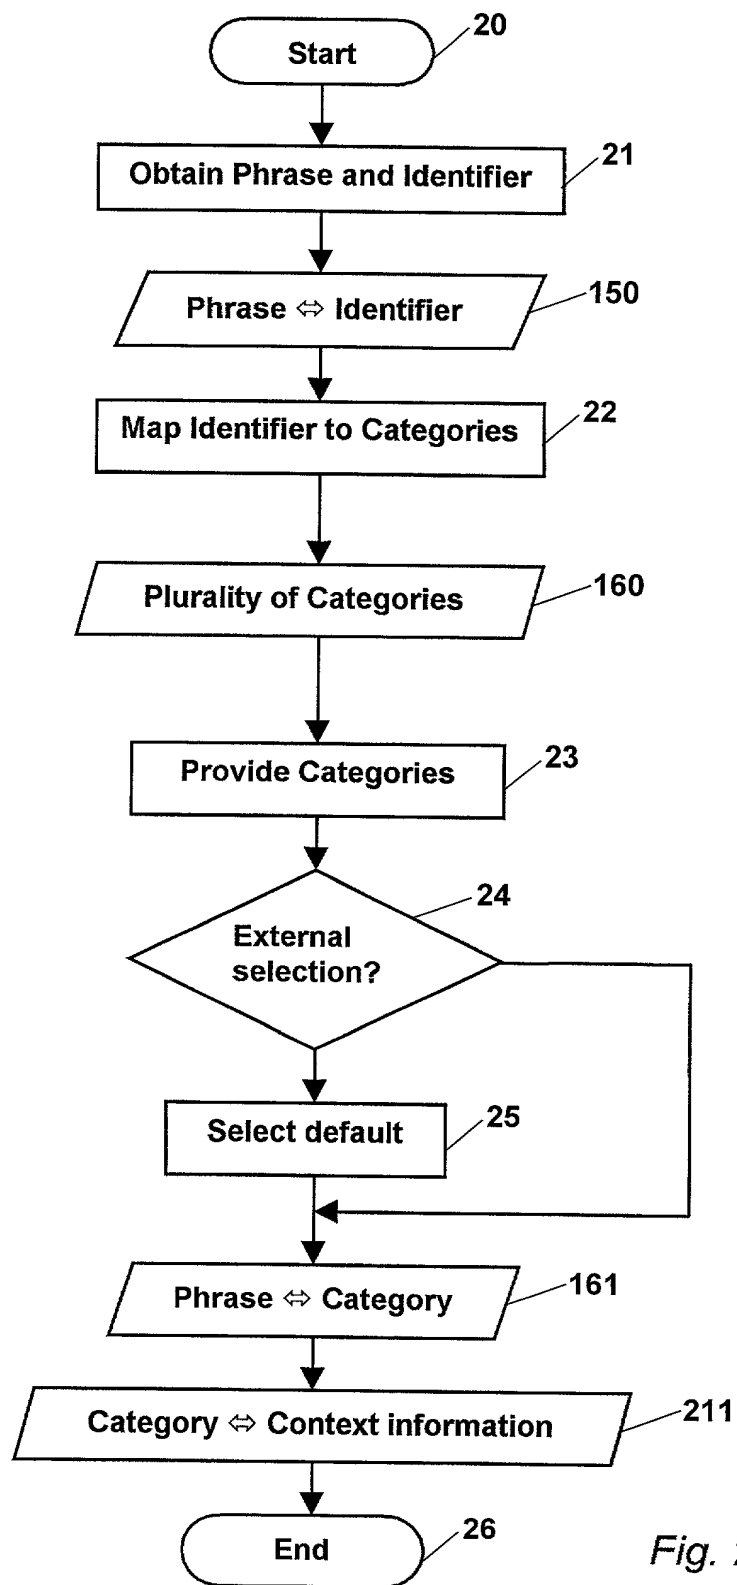 20
Start
21
Obtain Phrase and Identifier
150
Phrase ⇔ Identifier
22
Map Identifier to Categories
160
Plurality of Categories
23
Provide Categories
24
External
selection?
25
Select default
161
Phrase ⇔ Category
211
Category ⇔ Context information
26
End
Fig.